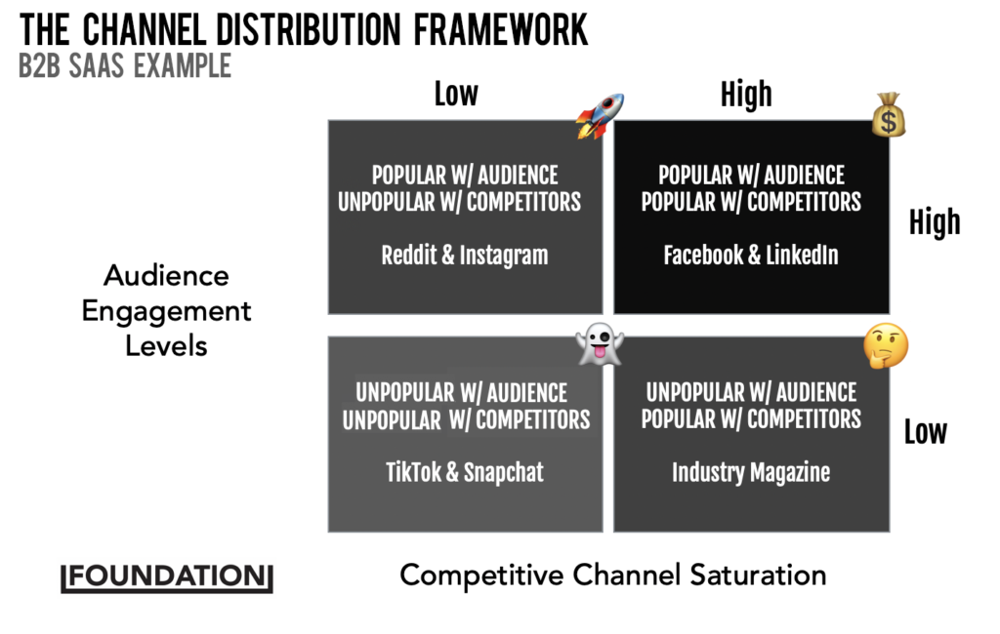 THE CHANNEL DISTRIBUTION FRAMEWORK
B2B SAAS EXAMPLE
Low
High
POPULAR W/ AUDIENCE
UNPOPULAR W/ COMPETITORS
Reddit & Instagram
POPULAR W/ AUDIENCE
POPULAR W/ COMPETITORS
Facebook & LinkedIn
High
Audience
Engagement
Levels
UNPOPULAR W/ AUDIENCE
UNPOPULAR W/ COMPETITORS
TikTok & Snapchat
UNPOPULAR W/ AUDIENCE
POPULAR W/ COMPETITORS
Industry Magazine
Low
FOUNDATION
Competitive Channel Saturation